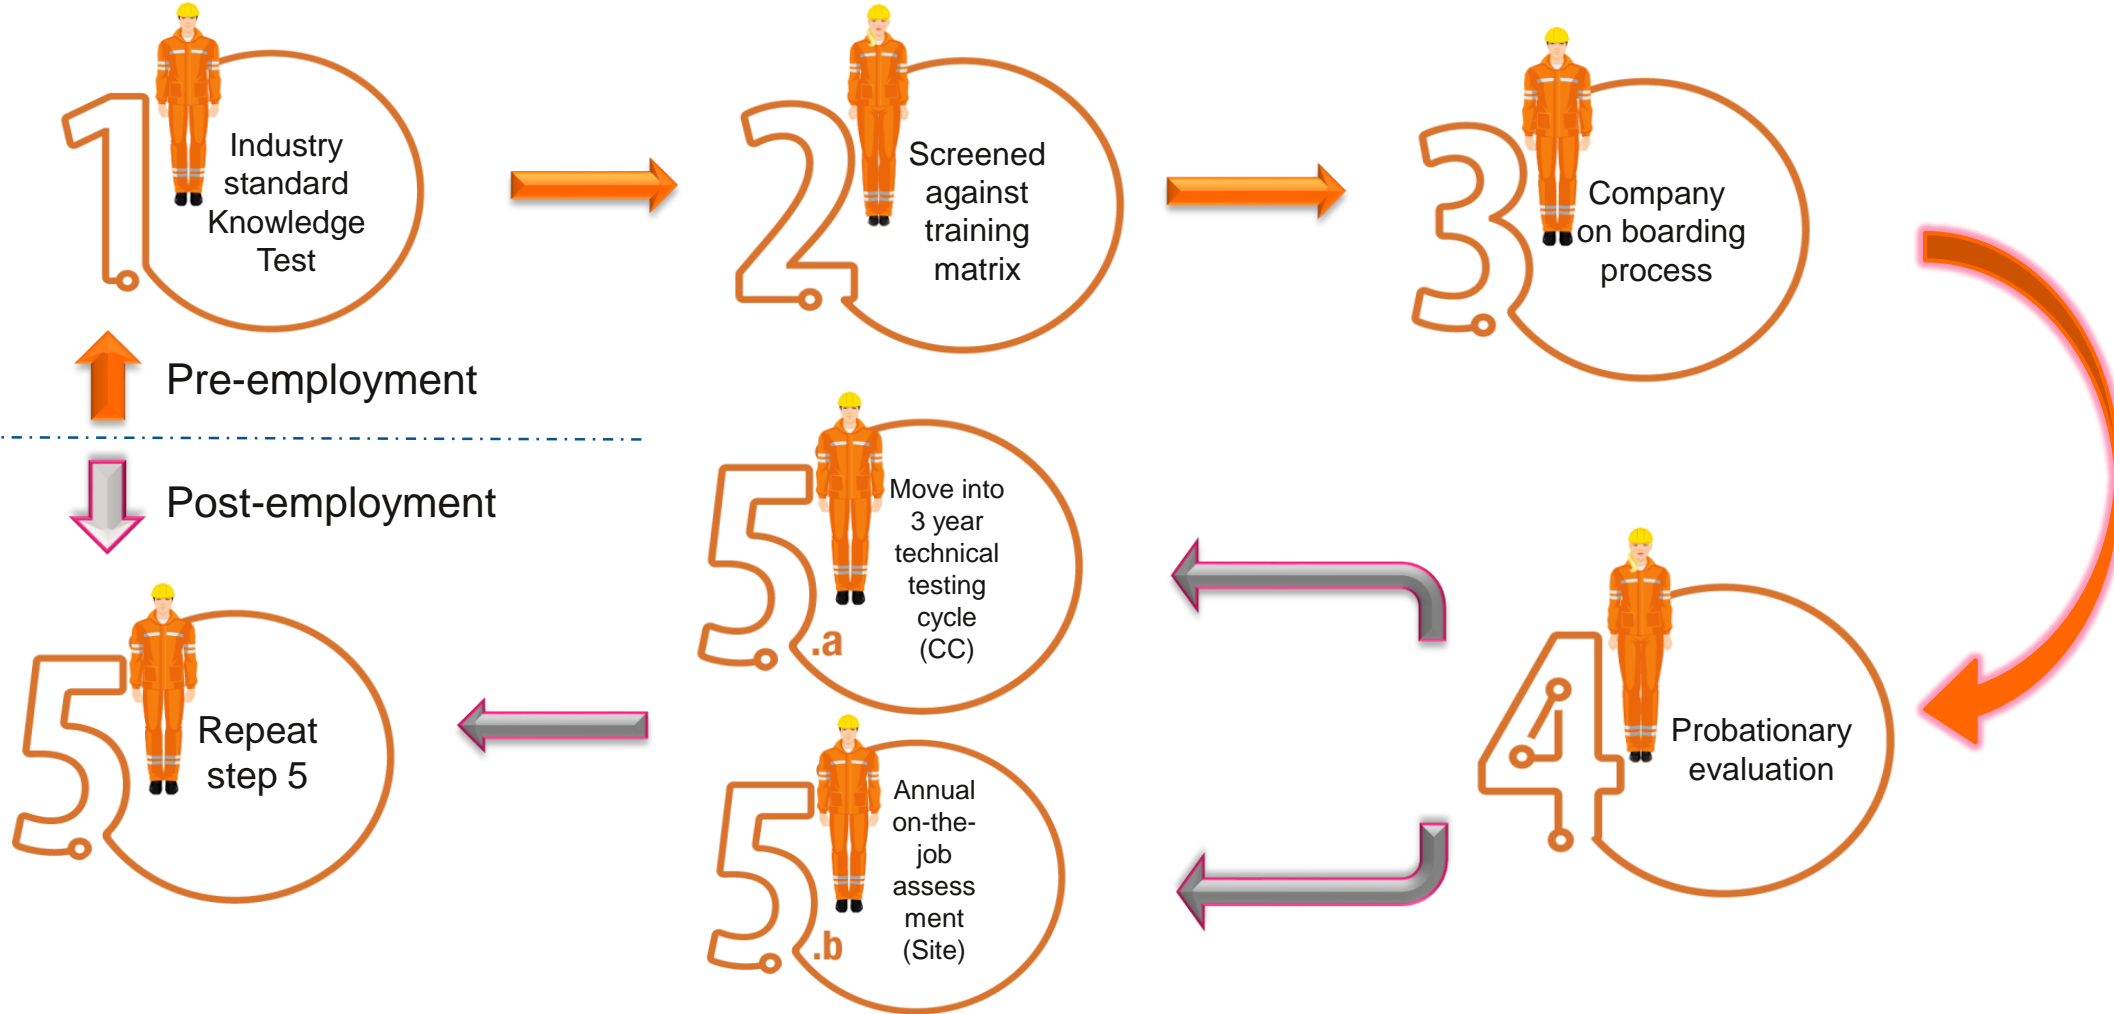 1
Industry
standard
Knowledge
Test
2
Screened
against
training
matrix
3
Company
on boarding
process
Pre-employment
Post-employment
4
Probationary
evaluation
5.a
Move into
3 year
technical
testing
cycle
(CC)
5.b
Annual
on-the-
job
assess
ment
(Site)
5
Repeat
step 5